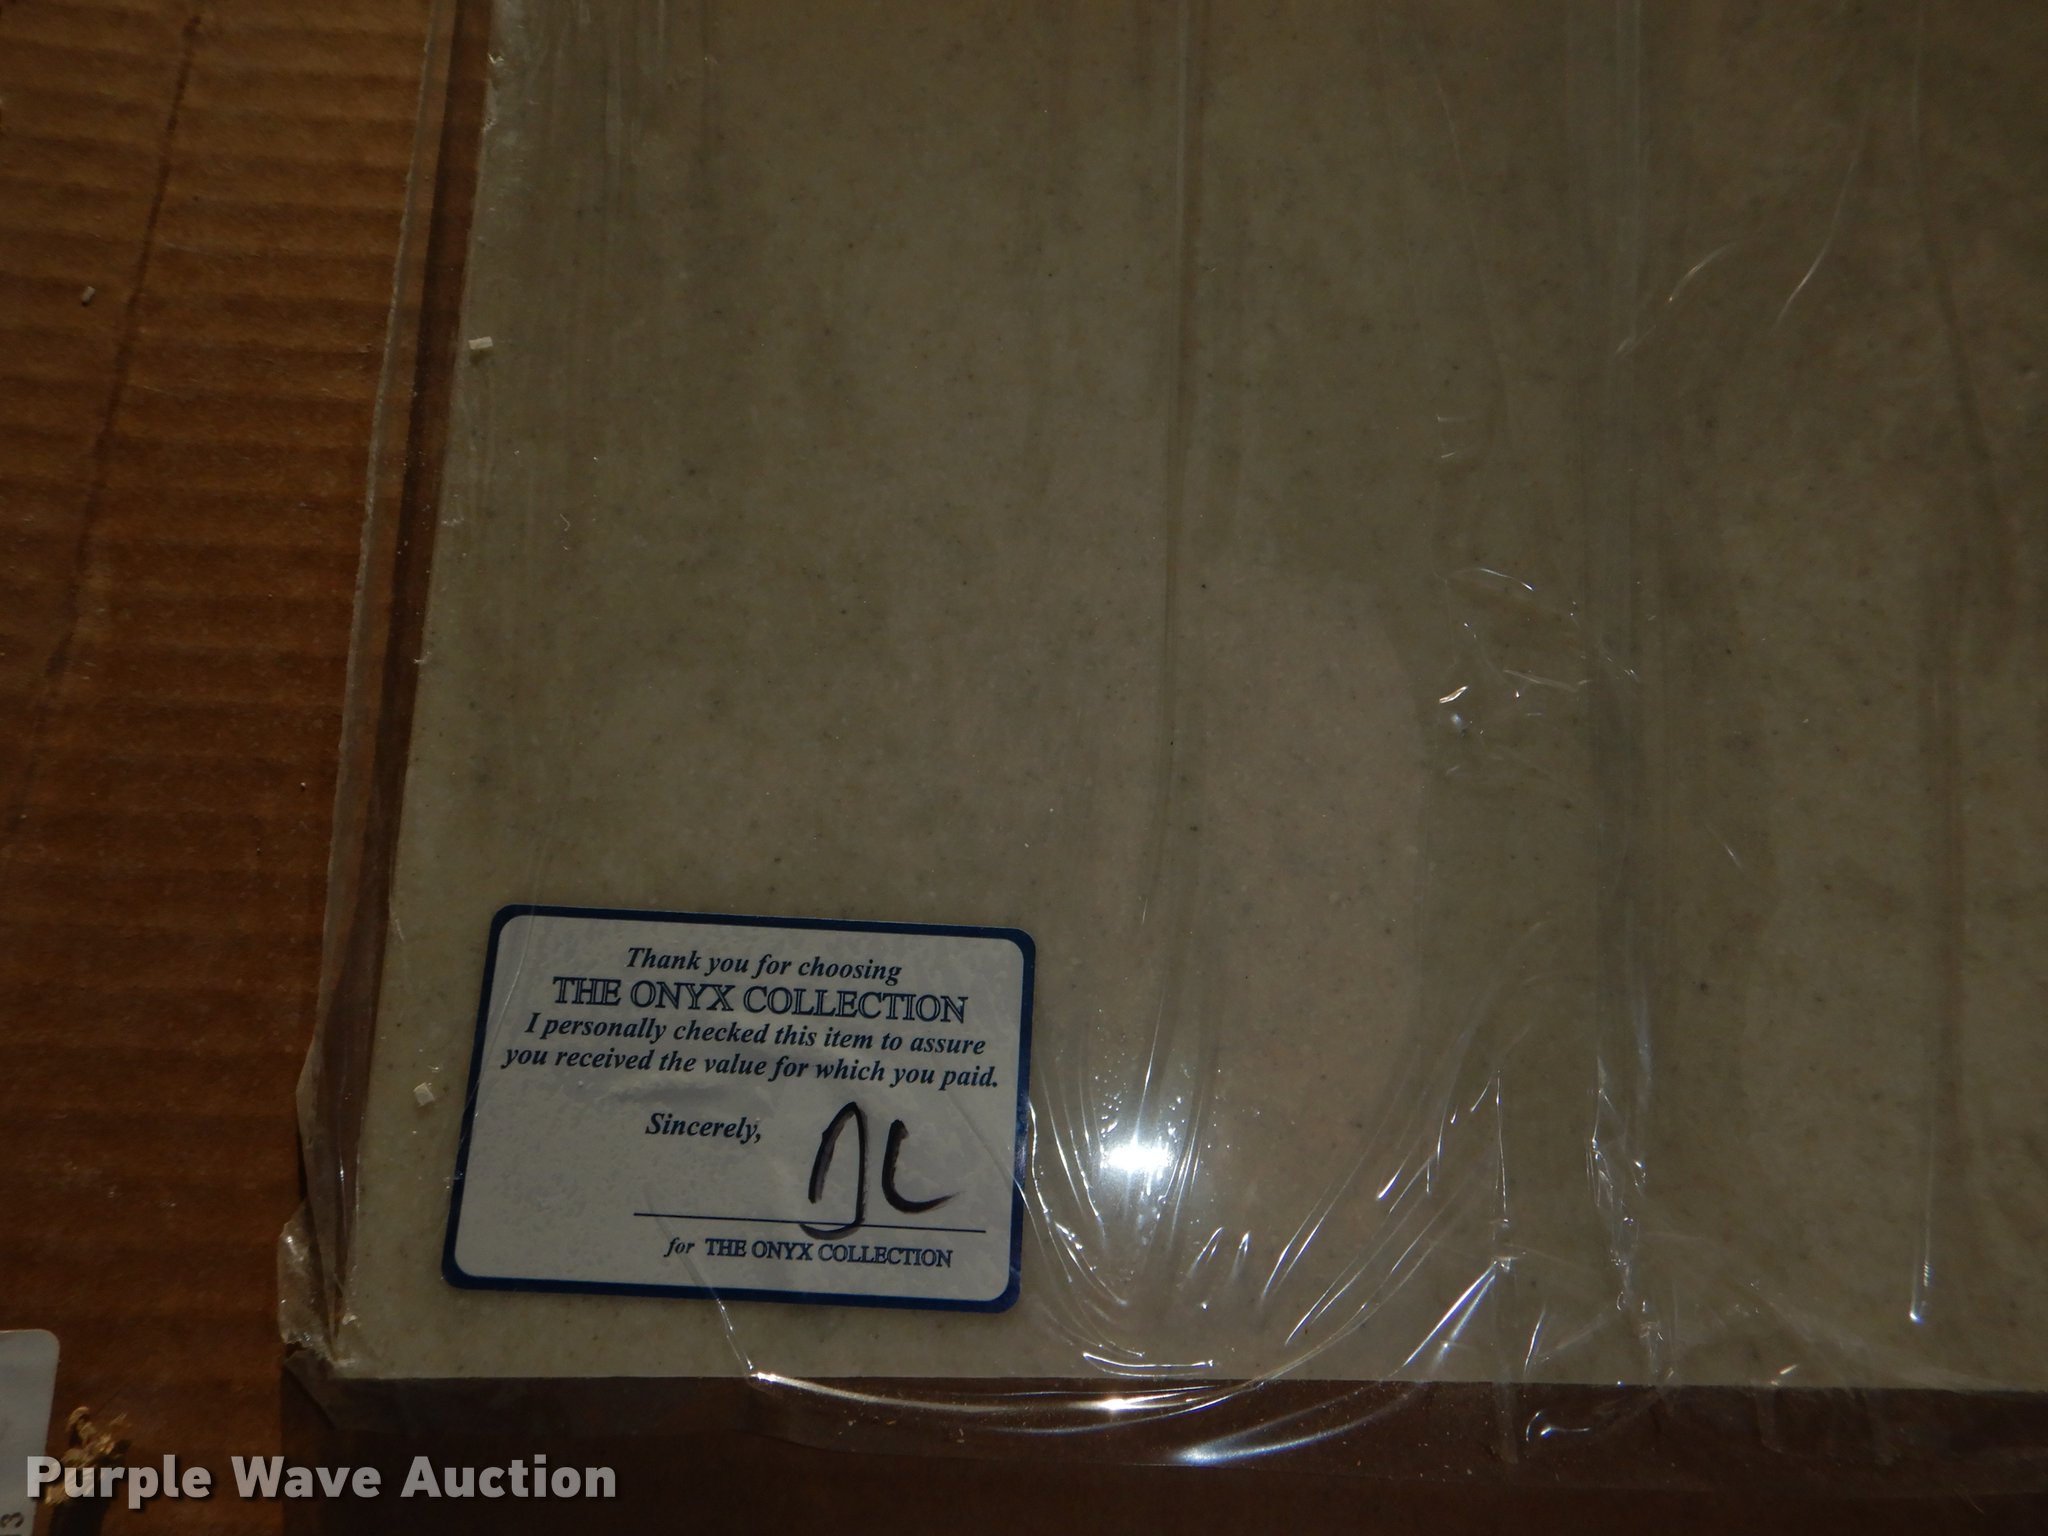 Thank you for choosing
THE ONYX COLLECTION
I personally checked this item to assure
you received the value for which you paid.
Sincerely,
for THE ONYX COLLECTION
Purple Wave Auction